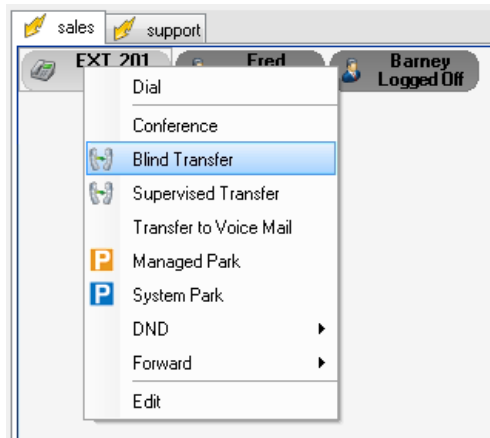 sales support
EXT 201 Fred Barney
Logged Off
Dial
Conference
Blind Transfer
Supervised Transfer
Transfer to Voice Mail
P Managed Park
P System Park
DND
Forward
Edit